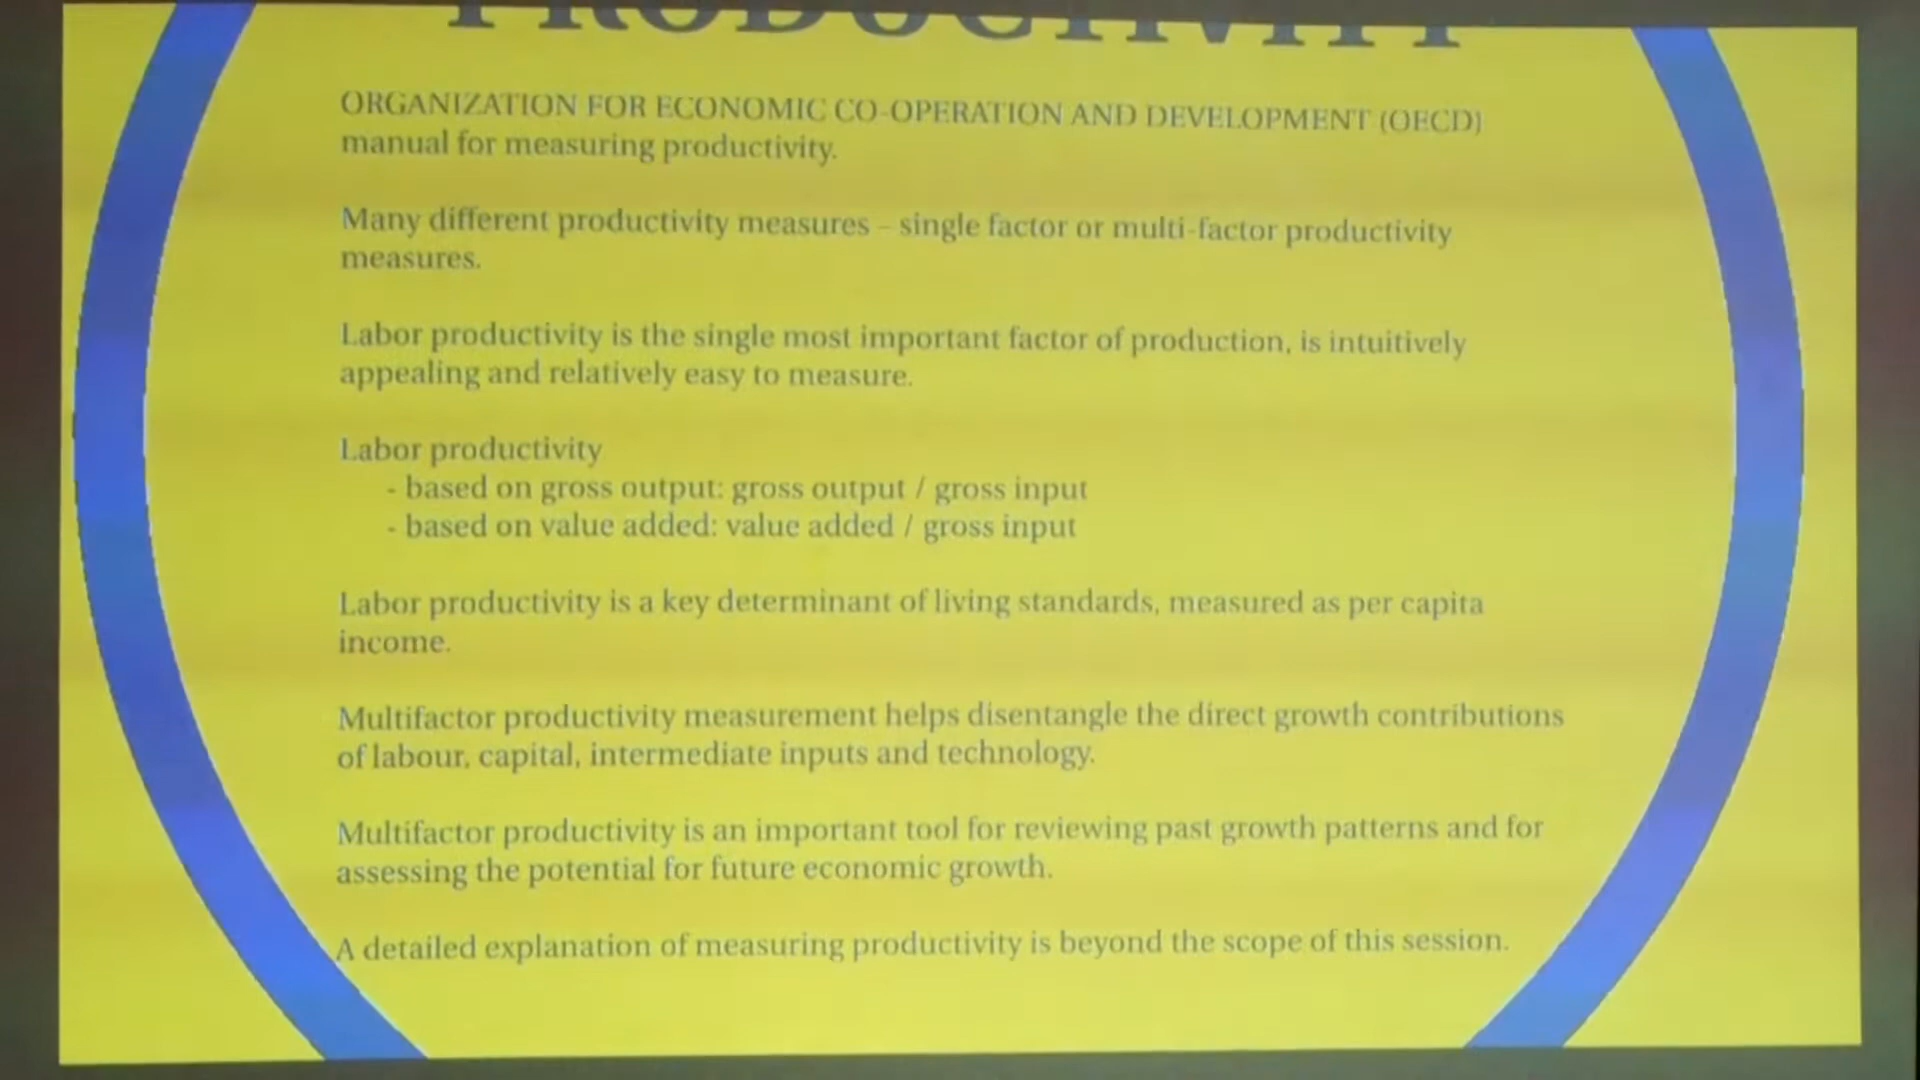 PRODUCTIVITY
ORGANIZATION FOR ECONOMIC CO-OPERATION AND DEVELOPMENT (OECD)
manual for measuring productivity.
Many different productivity measures – single factor or multi-factor productivity
measures.
Labor productivity is the single most important factor of production, is intuitively
appealing and relatively easy to measure.
Labor productivity
- based on gross output: gross output / gross input
- based on value added: value added / gross input
Labor productivity is a key determinant of living standards, measured as per capita
income.
Multifactor productivity measurement helps disentangle the direct growth contributions
of labour, capital, intermediate inputs and technology.
Multifactor productivity is an important tool for reviewing past growth patterns and for
assessing the potential for future economic growth.
A detailed explanation of measuring productivity is beyond the scope of this session.